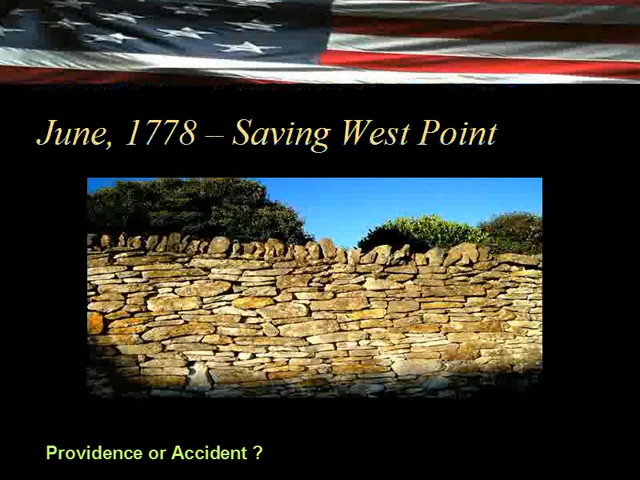 June, 1778 – Saving West Point
Providence or Accident ?